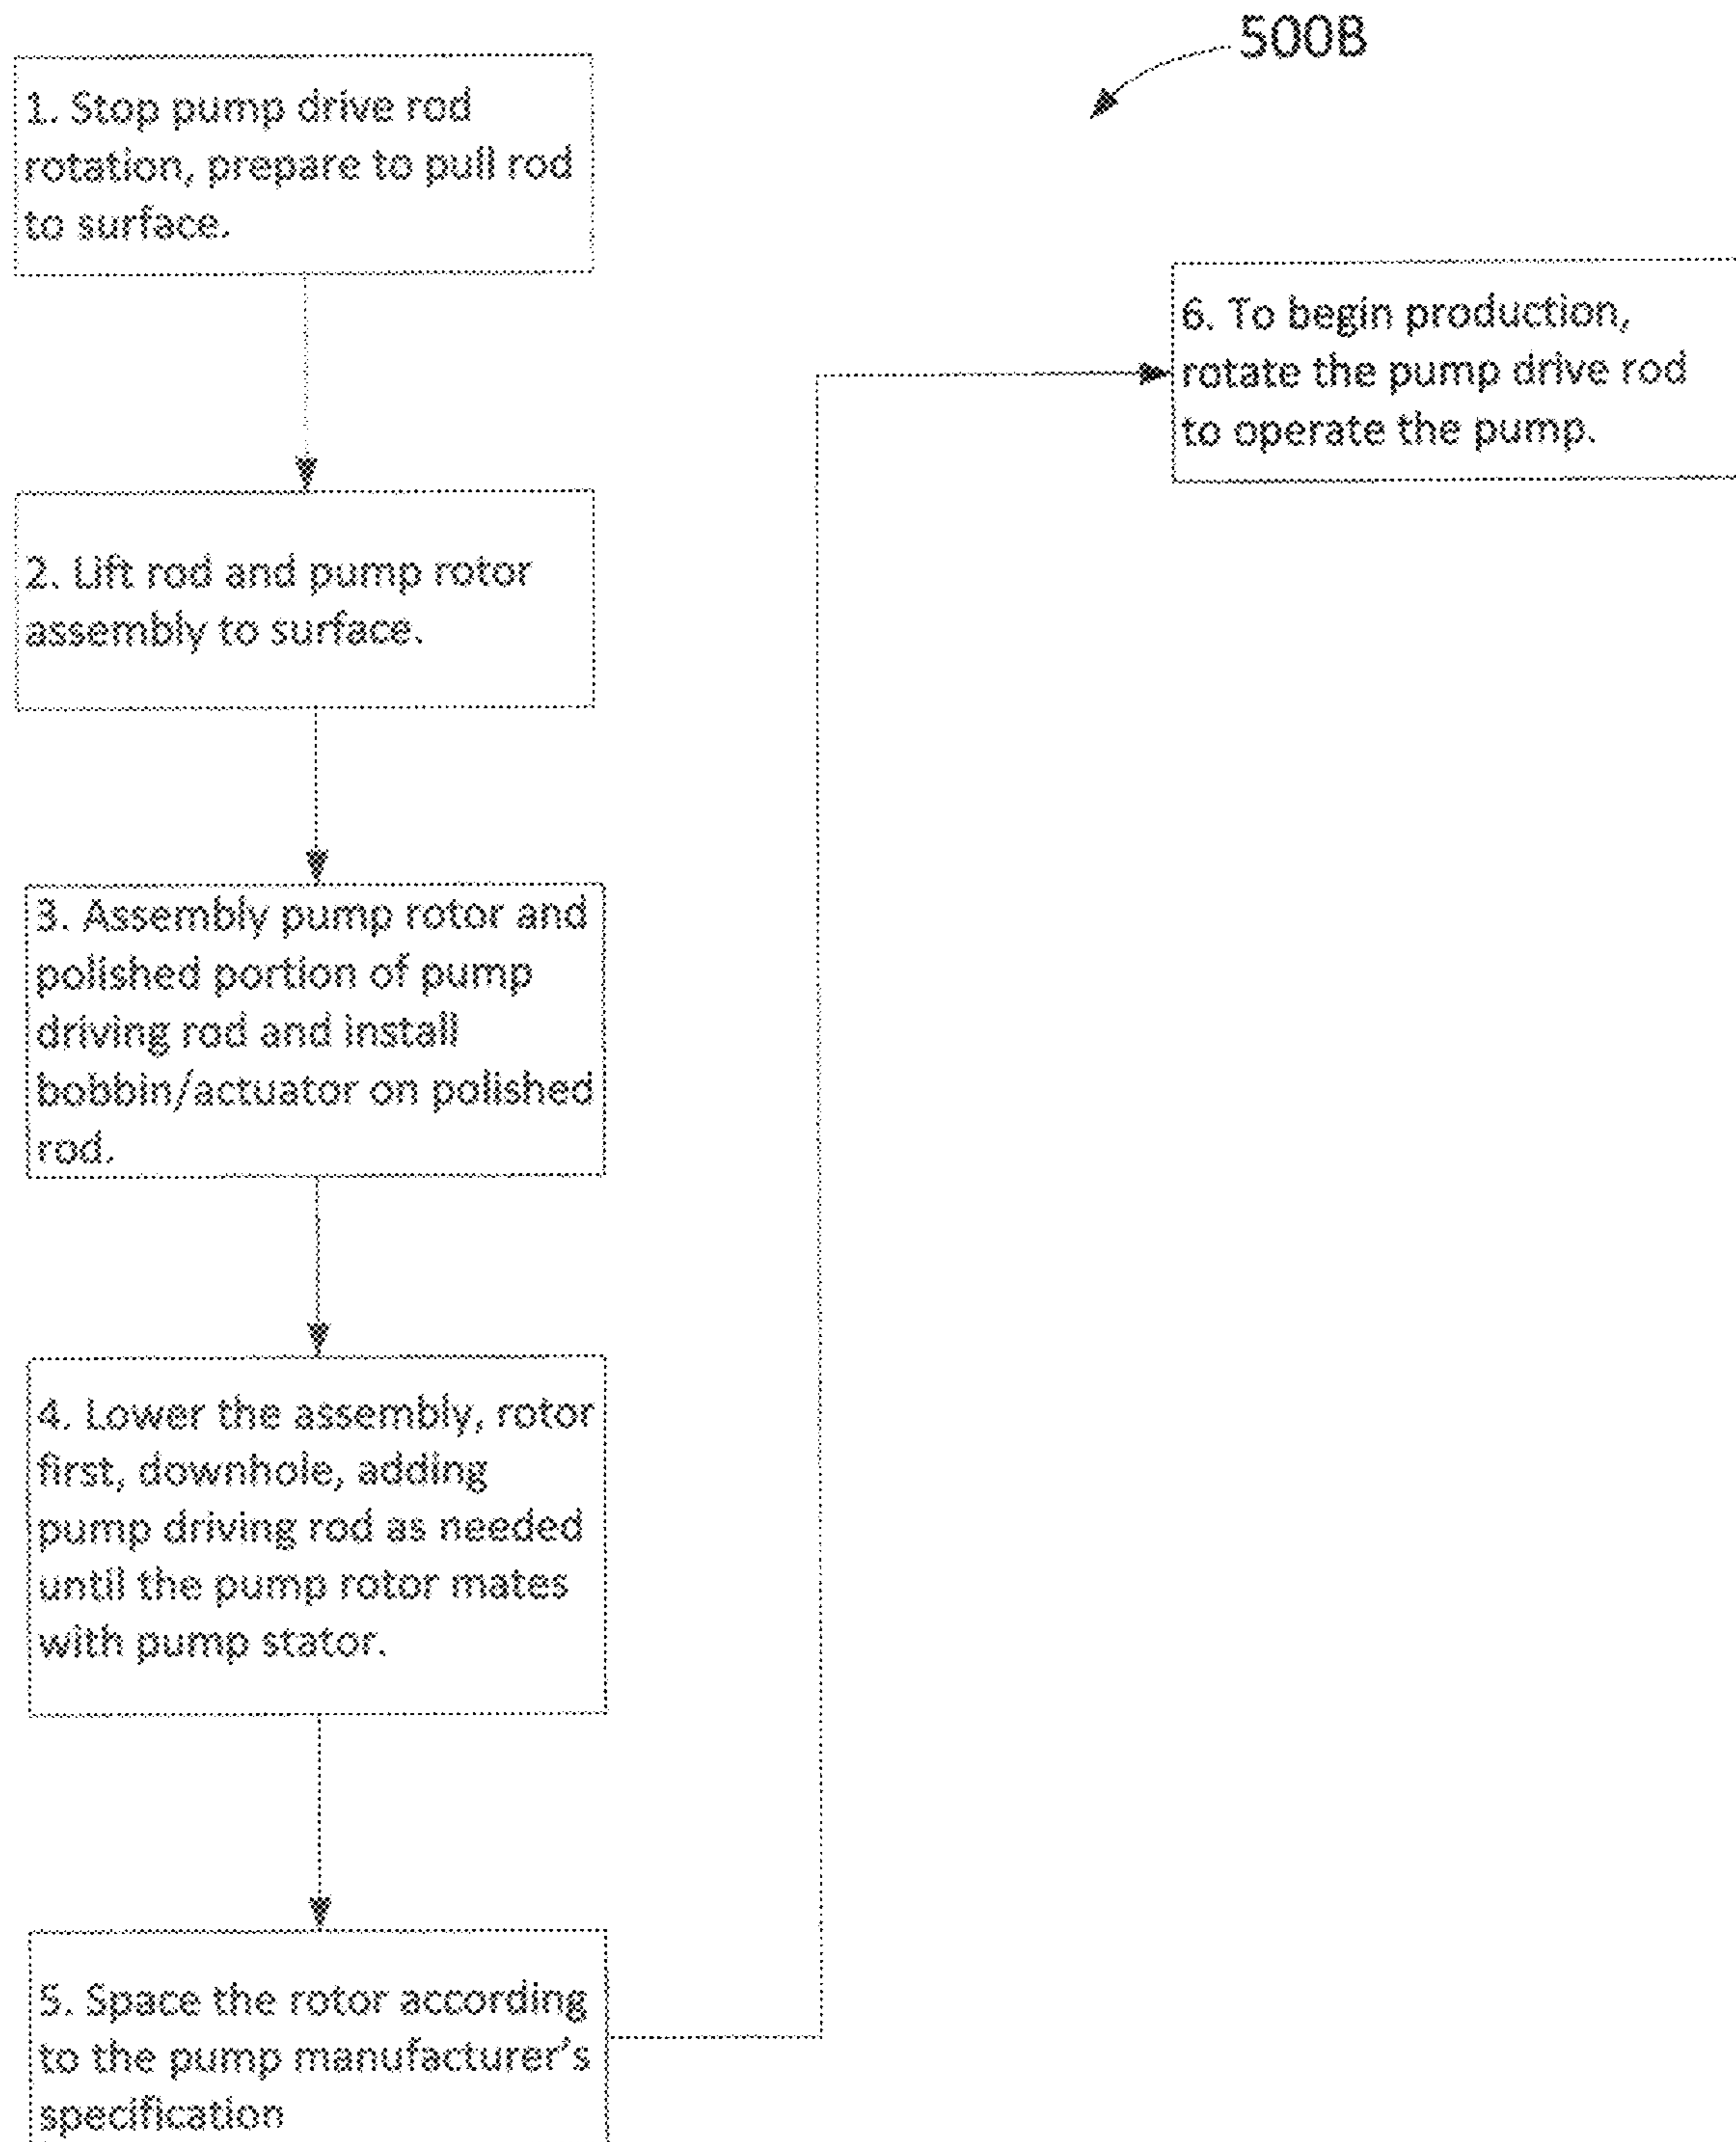 500B
1. Stop pump drive rod
rotation, prepare to pull rod
to surface.
2. Lift rod and pump rotor
assembly to surface.
3. Assembly pump rotor and
polished portion of pump
driving rod and install
bobbin/actuator on polished
rod.
4. Lower the assembly, rotor
first, downhole, adding
pump driving rod as needed
until the pump rotor mates
with pump stator.
5. Space the rotor according
to the pump manufacturer's
specification
6. To begin production,
rotate the pump drive rod
to operate the pump.